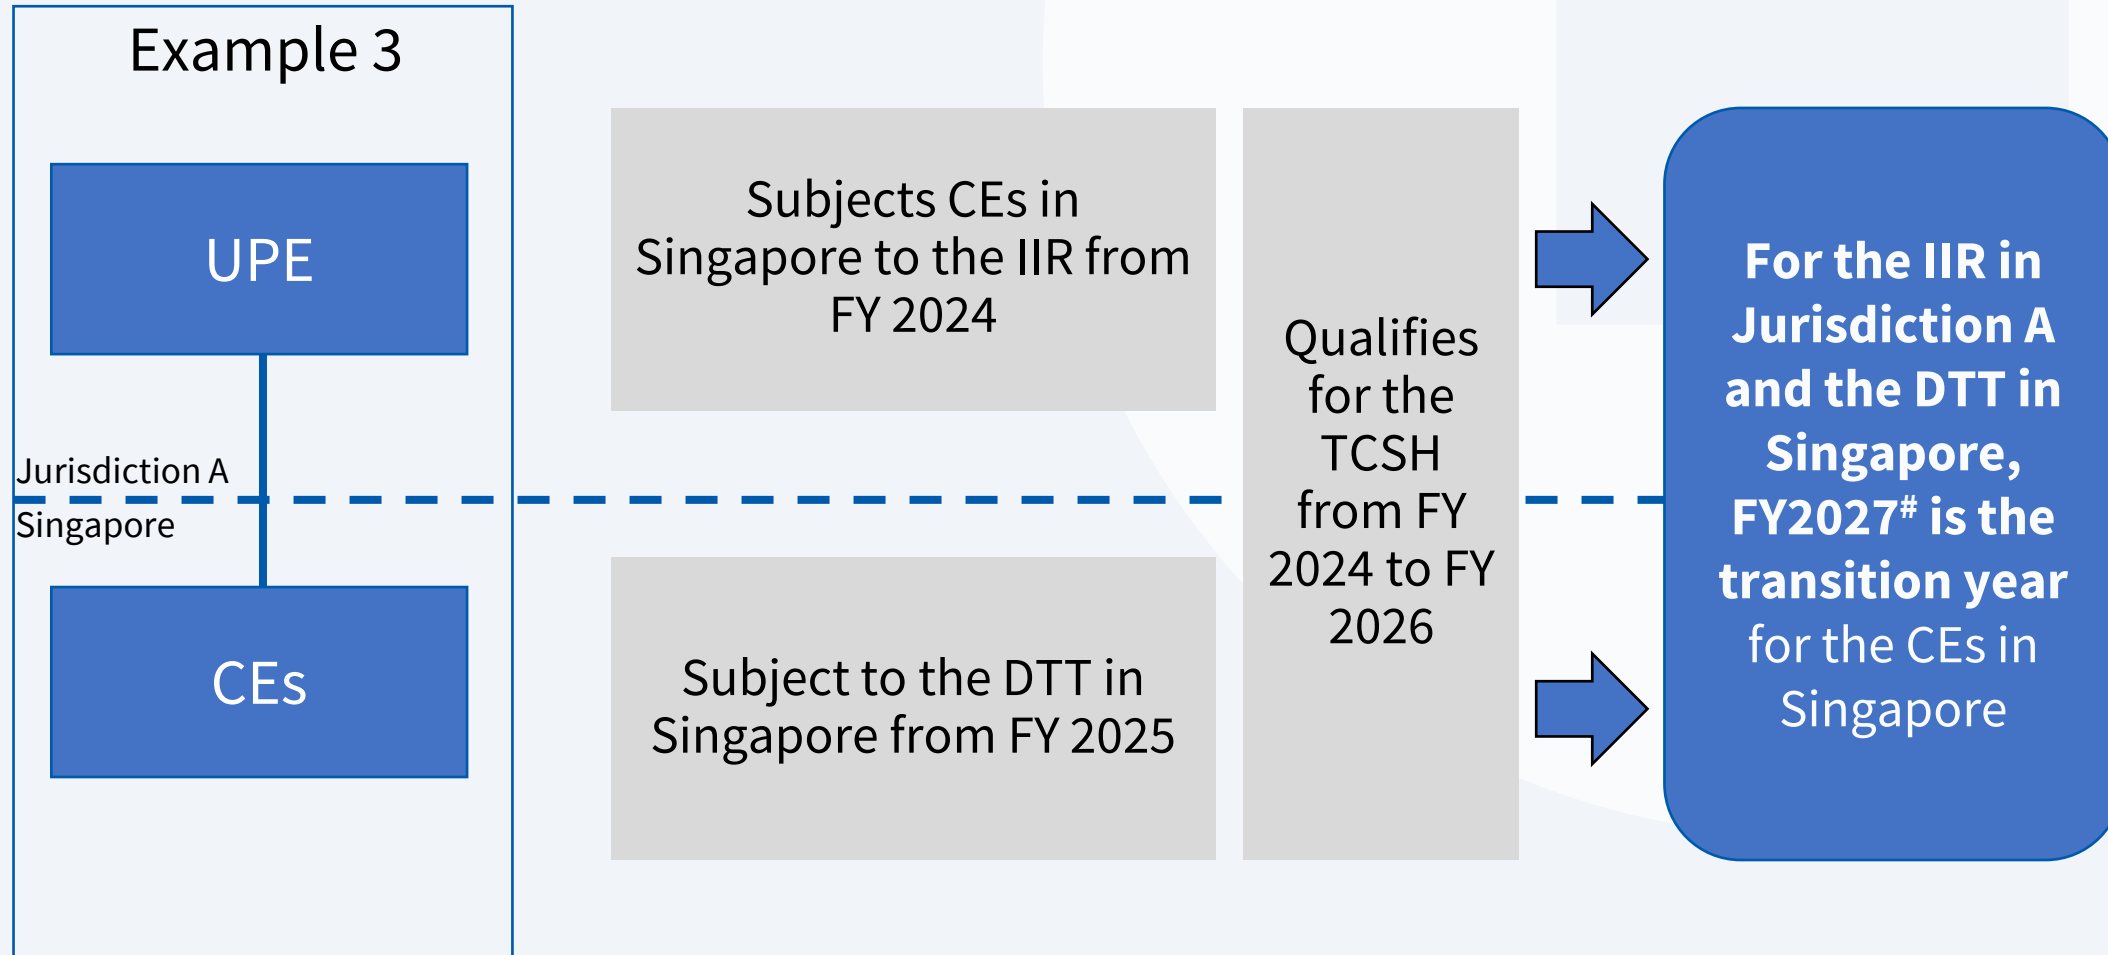 Example 3
UPE
Jurisdiction A
Singapore
CEs
Subjects CEs in
Singapore to the IIR from
FY 2024
Subject to the DTT in
Singapore from FY 2025
Qualifies
for the
TCSH
from FY
2024 to FY
2026
For the IIR in
Jurisdiction A
and the DTT in
Singapore,
FY2027# is the
transition year
for the CEs in
Singapore